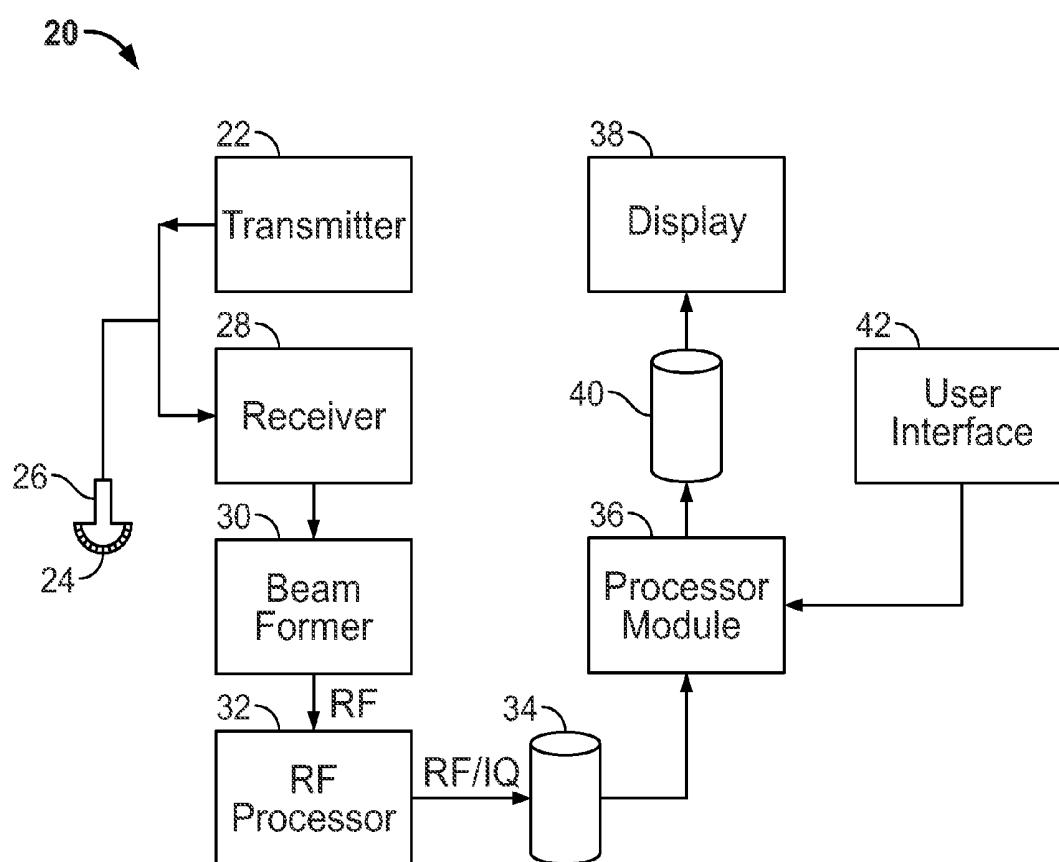 20
22
Transmitter
38
Display
28
Receiver
40
42
User
Interface
26
24
30
Beam
Former
36
Processor
Module
RF
32
RF
Processor
RF/IQ
34